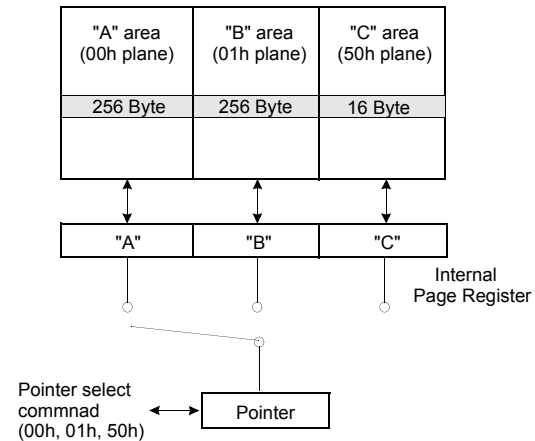 "A" area
(00h plane)
"B" area
(01h plane)
"C" area
(50h plane)
256 Byte
256 Byte
16 Byte
"A"
"B"
"C"
Internal
Page Register
Pointer select
commnad
(00h, 01h, 50h)
Pointer